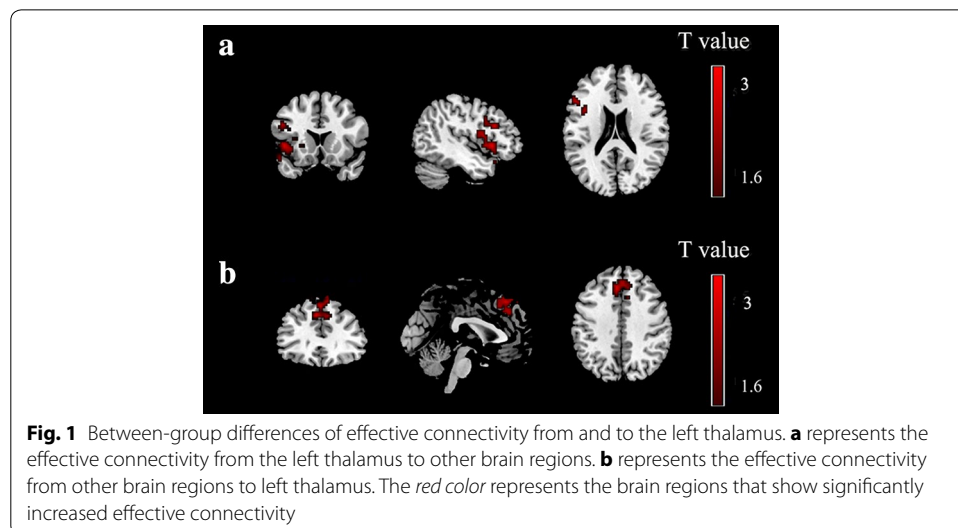 a
T value
3
1.6
b
T value
3
1.6
Fig. 1 Between-group differences of effective connectivity from and to the left thalamus. a represents the
effective connectivity from the left thalamus to other brain regions. b represents the effective connectivity
from other brain regions to left thalamus. The red color represents the brain regions that show significantly
increased effective connectivity